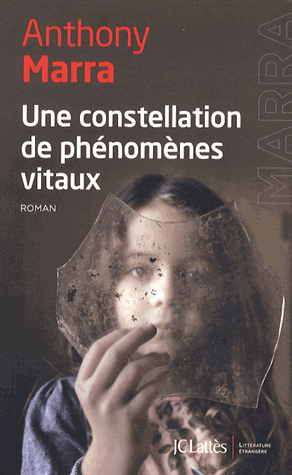 Anthony
Marra
MARRA
Une constellation
de phénomènes
vitaux
ROMAN
JC Lattès
LITTÉRATURE
ÉTRANGÈRE